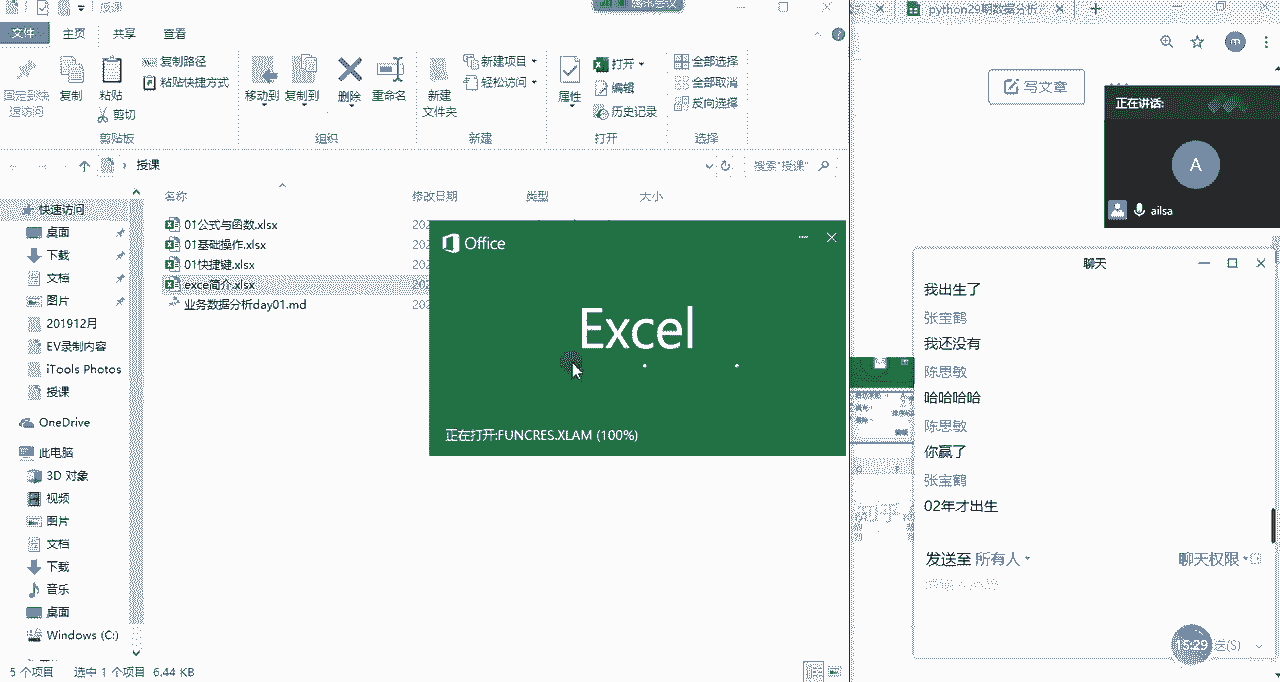 文件 主页 共享 查看
复制 粘贴 复制路径 粘贴快捷方式 剪切
移动到 复制到 删除 重命名
新建 文件夹 新建项目 轻松访问
属性 打开 编辑 历史记录
全部选择 全部取消 反向选择
剪贴板 组织 新建 打开 选择
授课
搜索"授课"
名称 修改日期 类型 大小
快速访问
桌面
下载
文档
图片
201912月
EV录制内容
iTools Photos
授课
OneDrive
此电脑
3D 对象
视频
图片
文档
下载
音乐
桌面
Windows (C:)
01公式与函数.xlsx
01基础操作.xlsx
01快捷键.xlsx
exce简介.xlsx
业务数据分析day01.md
5 个项目 选中 1 个项目 6.44 KB
Office
Excel
正在打开:FUNCRES.XLAM (100%)
python29期数据分析
写文章
正在讲话:
A
ailsa
聊天
我出生了
张宝鹤
我还没有
陈思敏
哈哈哈哈
陈思敏
你赢了
张宝鹤
02年才出生
发送至 所有人
聊天权限
15:29